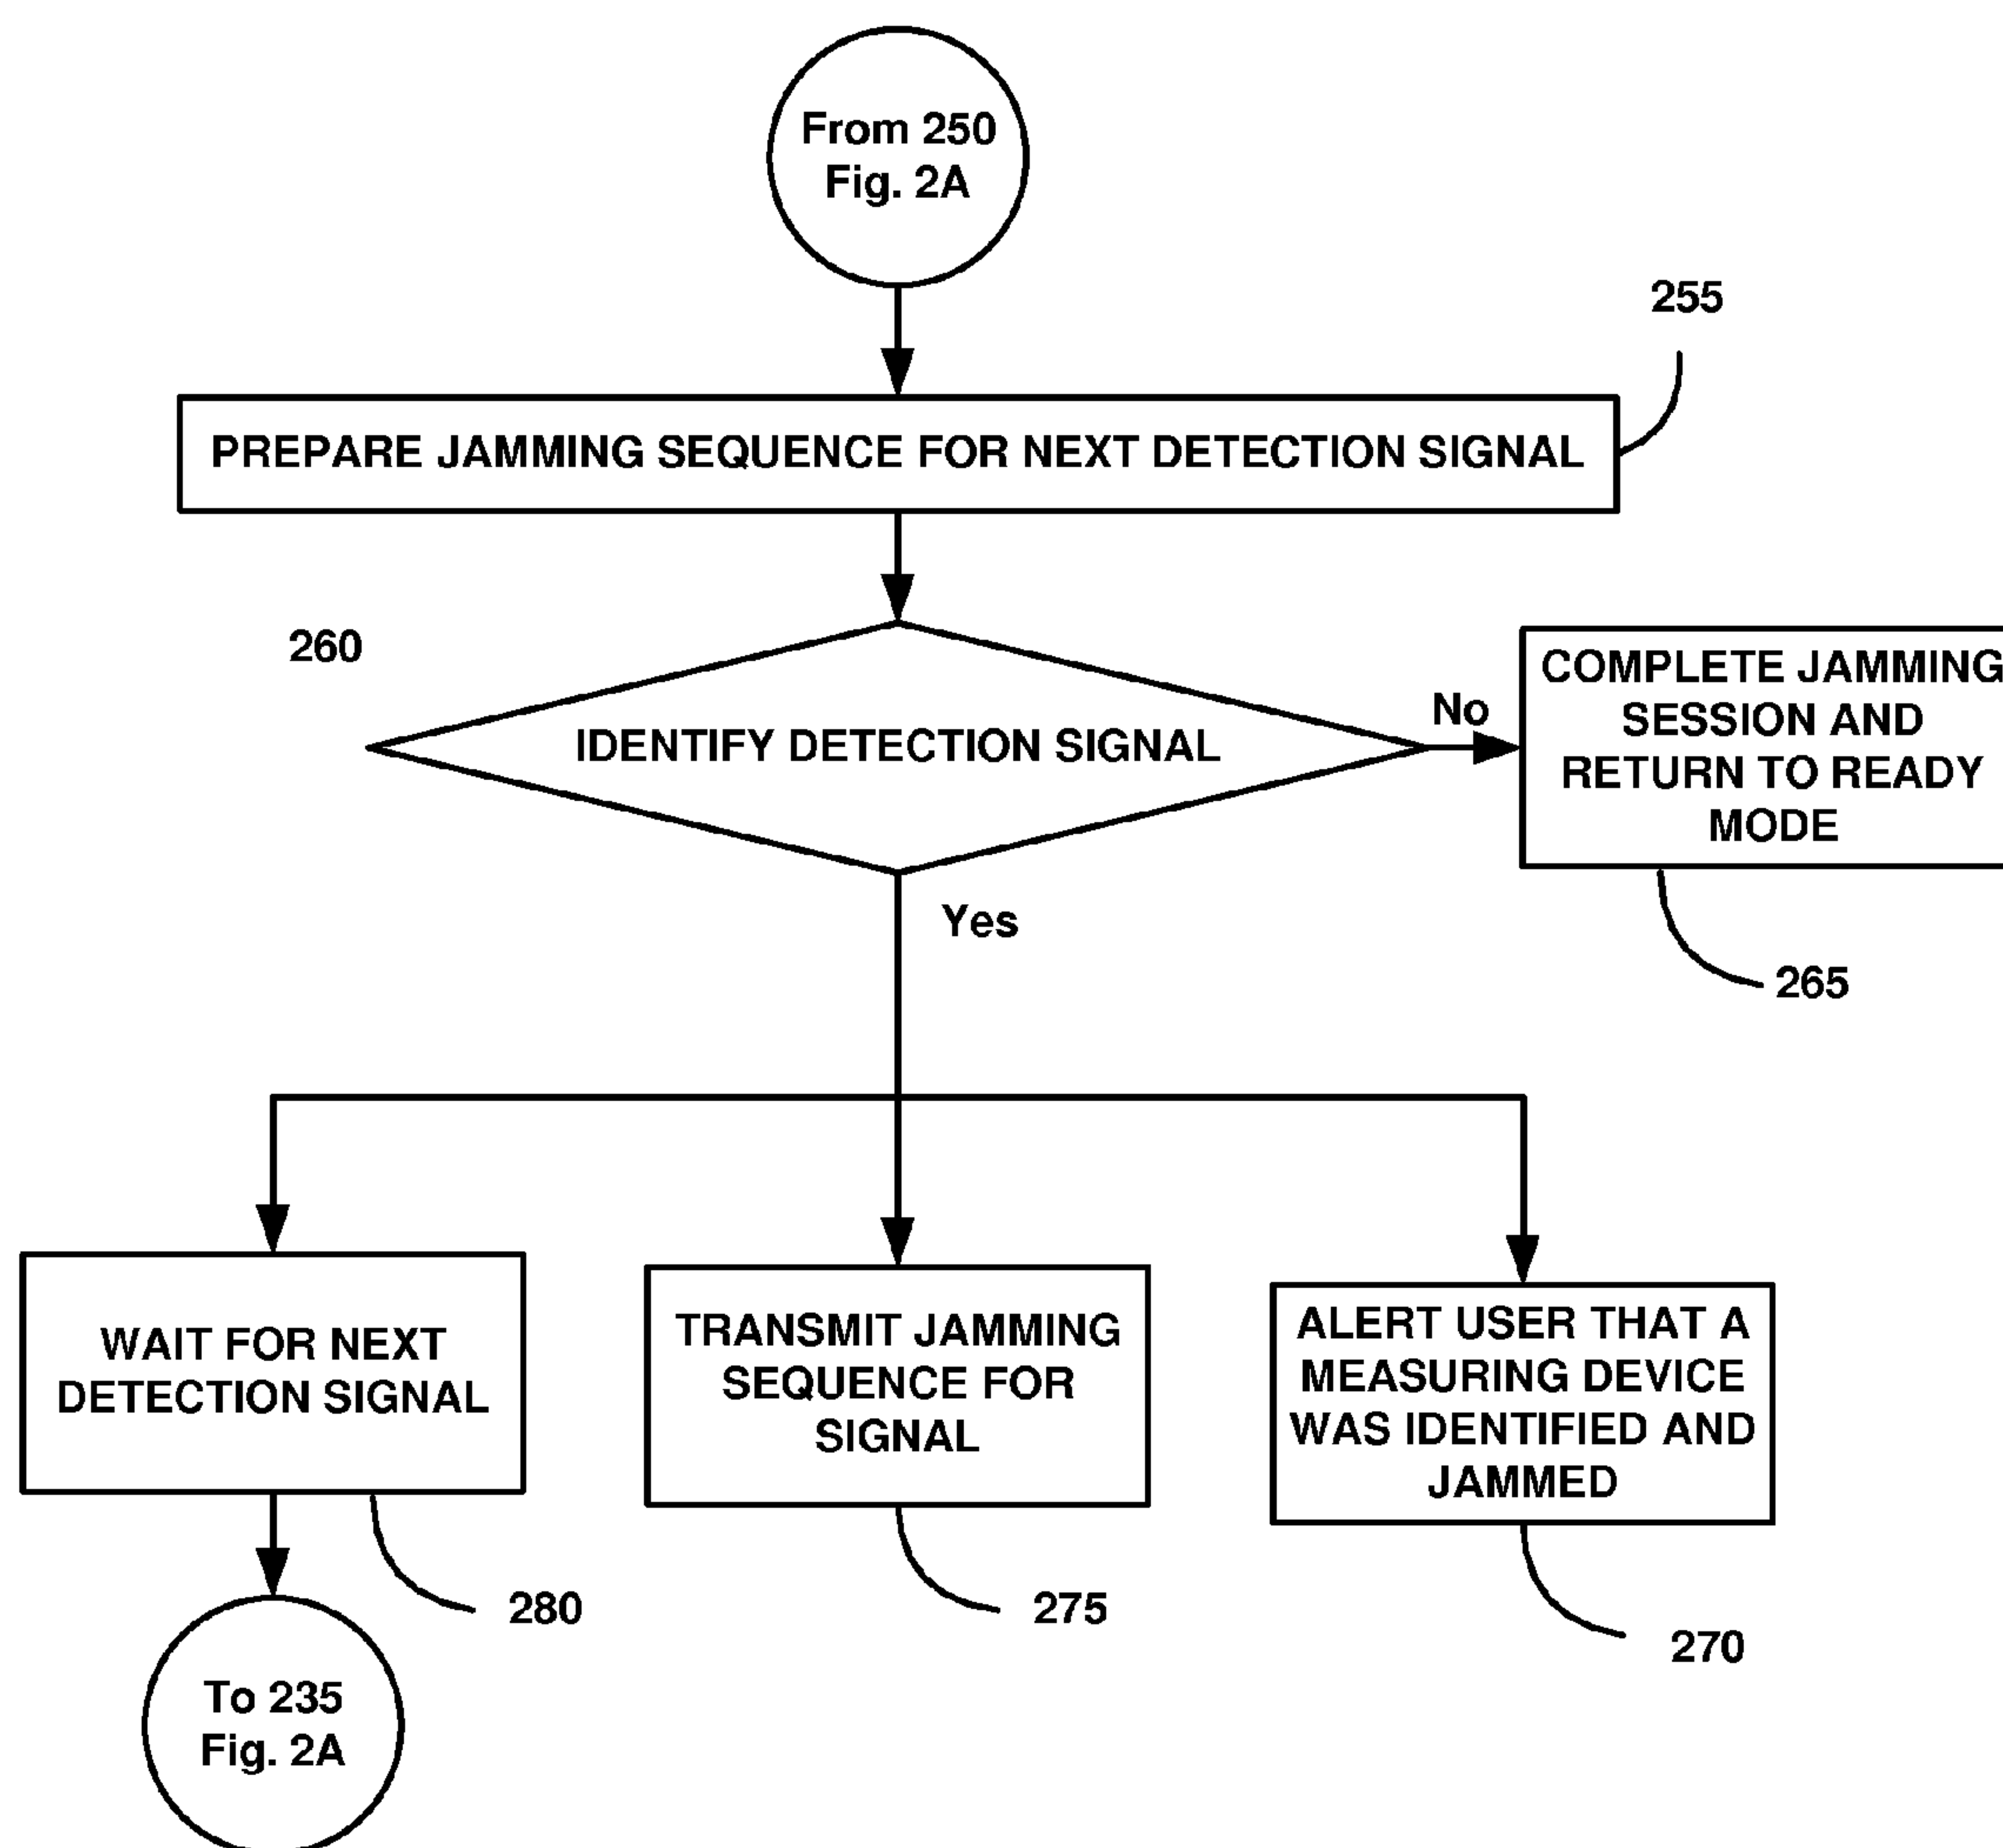 From 250
Fig. 2A
255
PREPARE JAMMING SEQUENCE FOR NEXT DETECTION SIGNAL
260
IDENTIFY DETECTION SIGNAL
No
COMPLETE JAMMING
SESSION AND
RETURN TO READY
MODE
Yes
265
WAIT FOR NEXT
DETECTION SIGNAL
TRANSMIT JAMMING
SEQUENCE FOR
SIGNAL
ALERT USER THAT A
MEASURING DEVICE
WAS IDENTIFIED AND
JAMMED
280
275
270
To 235
Fig. 2A